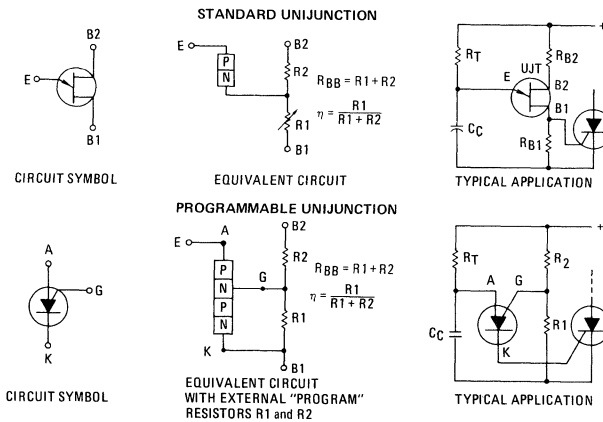 STANDARD UNIJUNCTION
B2
E
B1
CIRCUIT SYMBOL
E
P
N
B2
R2
R1
B1
RBB = R1 + R2
η = R1 / R1 + R2
EQUIVALENT CIRCUIT
+
RT
RB2
UJT
E
B2
B1
CC
RB1
TYPICAL APPLICATION
PROGRAMMABLE UNIJUNCTION
A
G
K
CIRCUIT SYMBOL
A
E
P
N
P
N
G
K
B2
R2
R1
B1
RBB = R1 + R2
η = R1 / R1 + R2
EQUIVALENT CIRCUIT
WITH EXTERNAL "PROGRAM"
RESISTORS R1 and R2
+
RT
R2
A
G
R1
CC
K
TYPICAL APPLICATION